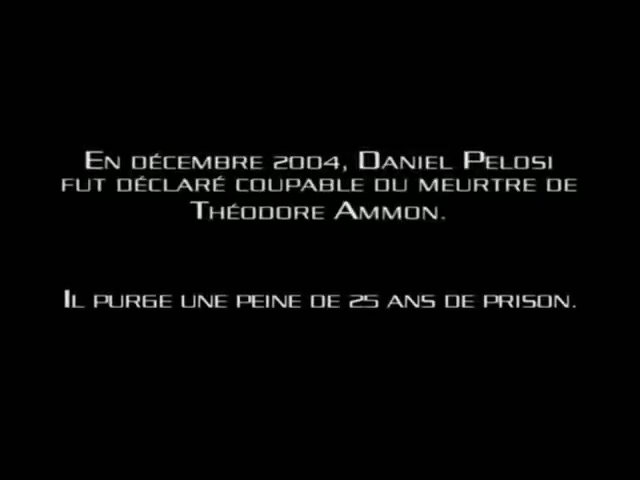 En décembre 2004, Daniel Pelosi
fut déclaré coupable du meurtre de
Théodore Ammon.
Il purge une peine de 25 ans de prison.